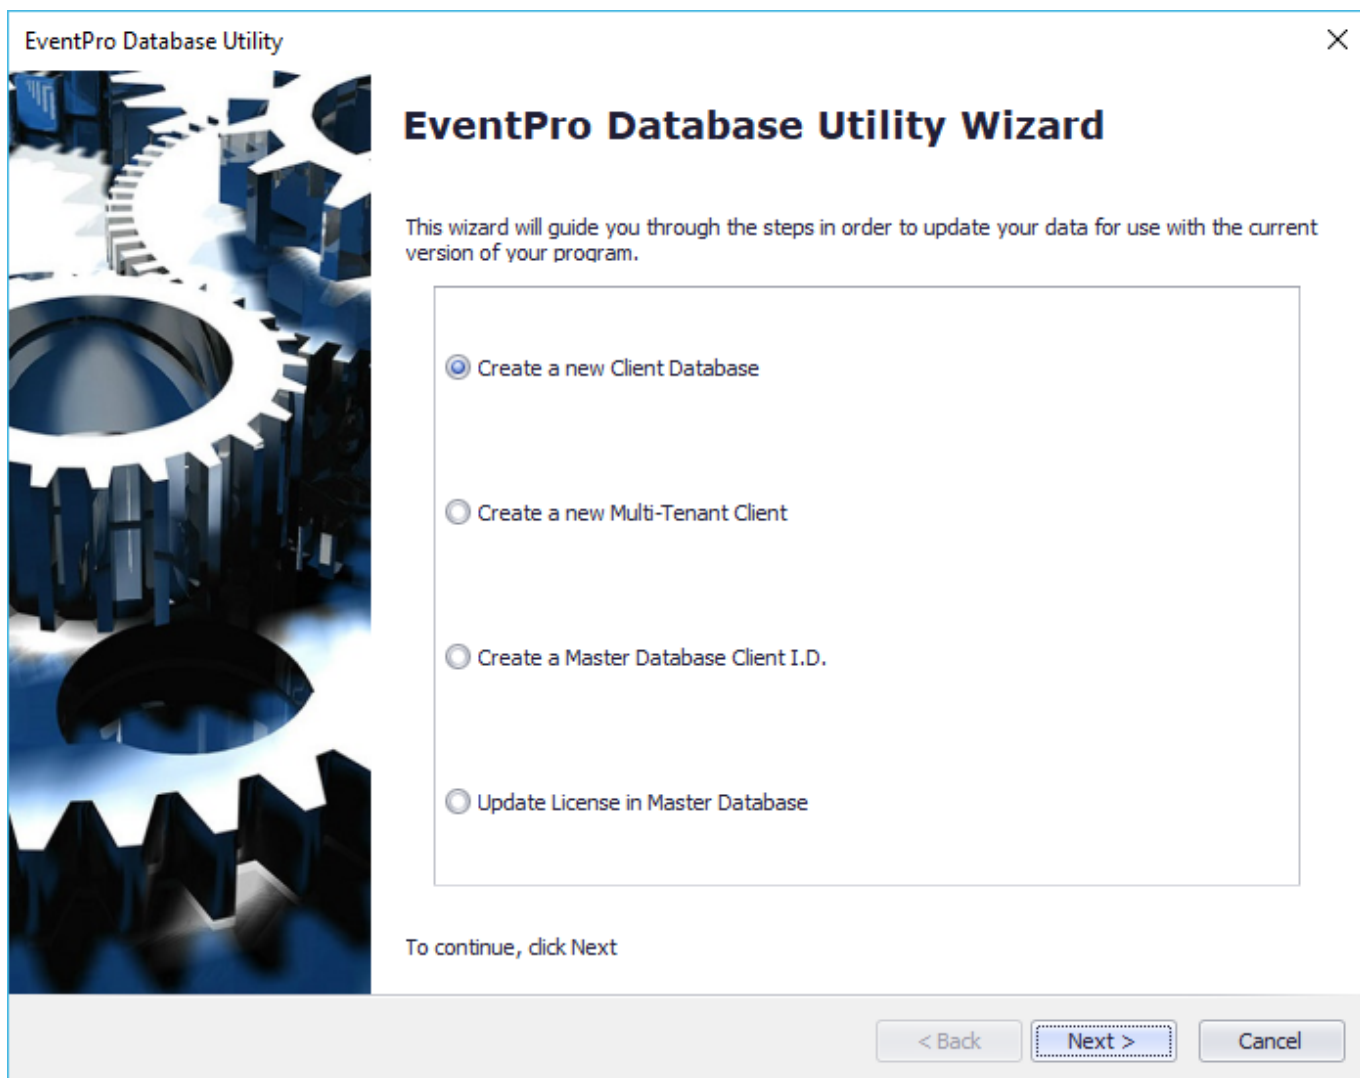 EventPro Database Utility
EventPro Database Utility Wizard
This wizard will guide you through the steps in order to update your data for use with the current
version of your program.
Create a new Client Database
Create a new Multi-Tenant Client
Create a Master Database Client I.D.
Update License in Master Database
To continue, click Next
< Back
Next >
Cancel